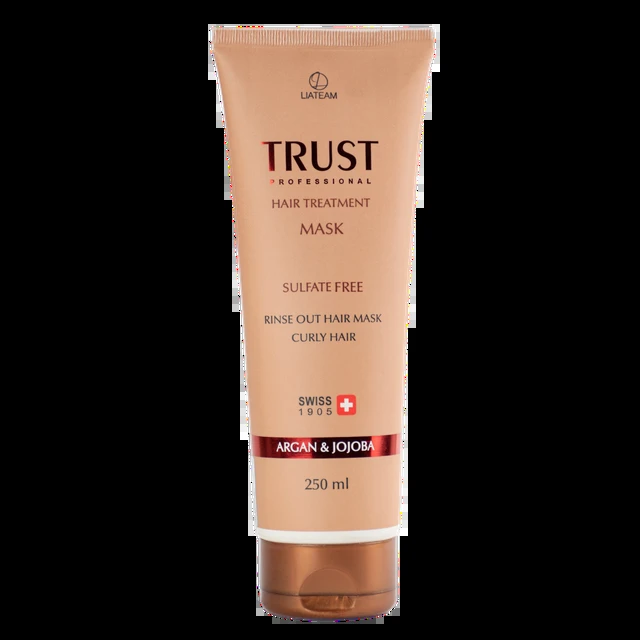 LIATEAM
TRUST
PROFESSIONAL
HAIR TREATMENT
MASK
SULFATE FREE
RINSE OUT HAIR MASK
CURLY HAIR
SWISS
1905
ARGAN & JOJOBA
250 ml